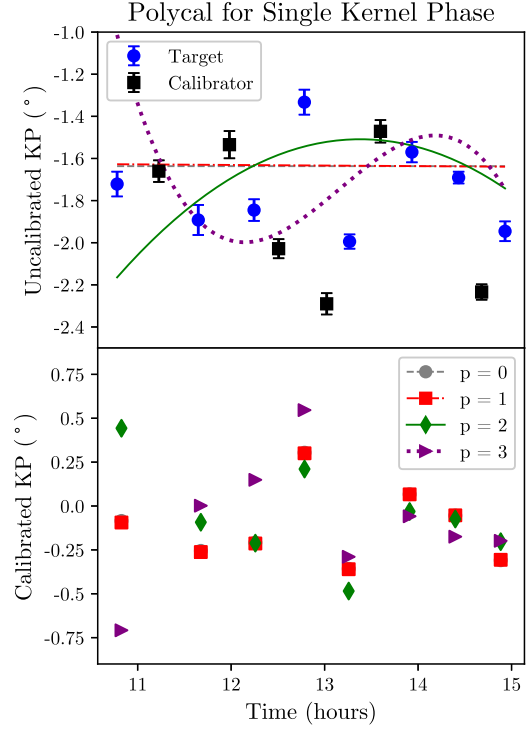 Polycal for Single Kernel Phase
Uncalibrated KP (°)
-1.0
-1.2
-1.4
-1.6
-1.8
-2.0
-2.2
-2.4
Target
Calibrator
Calibrated KP (°)
0.75
0.5
0.25
0.0
-0.25
-0.5
-0.75
p = 0
p = 1
p = 2
p = 3
11 12 13 14 15
Time (hours)